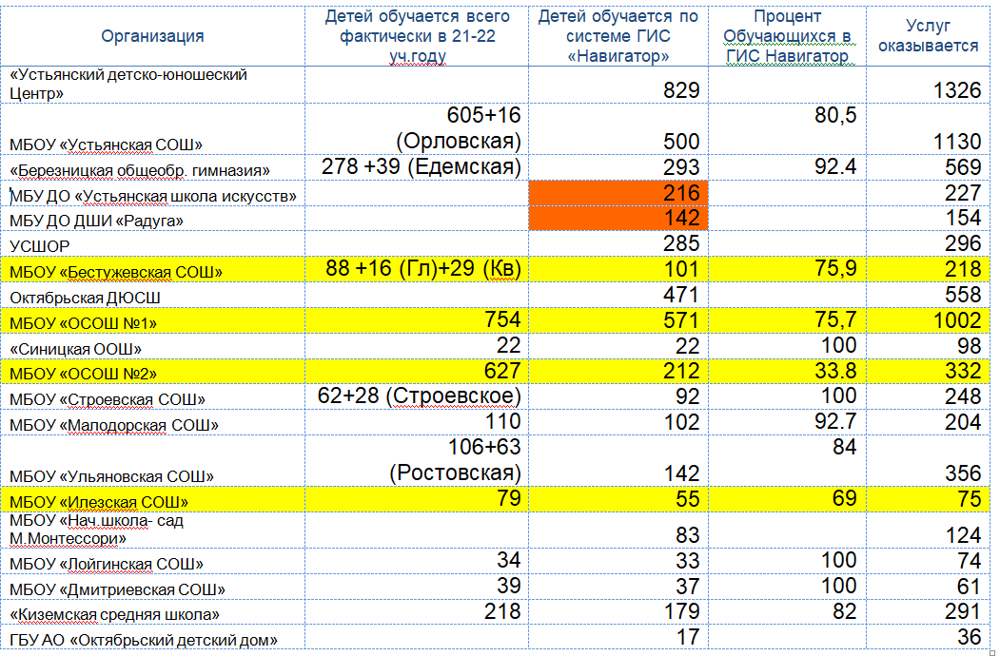 Организация
Детей обучается всего
фактически в 21-22
уч.году
Детей обучается по
системе ГИС
«Навигатор»
Процент
Обучающихся в
ГИС Навигатор
Услуг
оказывается
«Устьянский детско-юношеский
Центр»
829
1326
МБОУ «Устьянская СОШ»
605+16
(Орловская)
500
80,5
1130
«Березницкая общеобр. гимназия»
278 +39 (Едемская)
293
92.4
569
МБУ ДО «Устьянская школа искусств»
216
227
МБУ ДО ДШИ «Радуга»
142
154
УСШОР
285
296
МБОУ «Бестужевская СОШ»
88 +16 (Гл)+29 (Кв)
101
75,9
218
Октябрьская ДЮСШ
471
558
МБОУ «ОСОШ №1»
754
571
75,7
1002
«Синицкая ООШ»
22
22
100
98
МБОУ «ОСОШ №2»
627
212
33.8
332
МБОУ «Строевская СОШ»
62+28 (Строевское)
92
100
248
МБОУ «Малодорская СОШ»
110
102
92.7
204
МБОУ «Ульяновская СОШ»
106+63
(Ростовская)
142
84
356
МБОУ «Илезская СОШ»
79
55
69
75
МБОУ «Нач.школа- сад
М.Монтессори»
83
124
МБОУ «Лойгинская СОШ»
34
33
100
74
МБОУ «Дмитриевская СОШ»
39
37
100
61
«Киземская средняя школа»
218
179
82
291
ГБУ АО «Октябрьский детский дом»
17
36